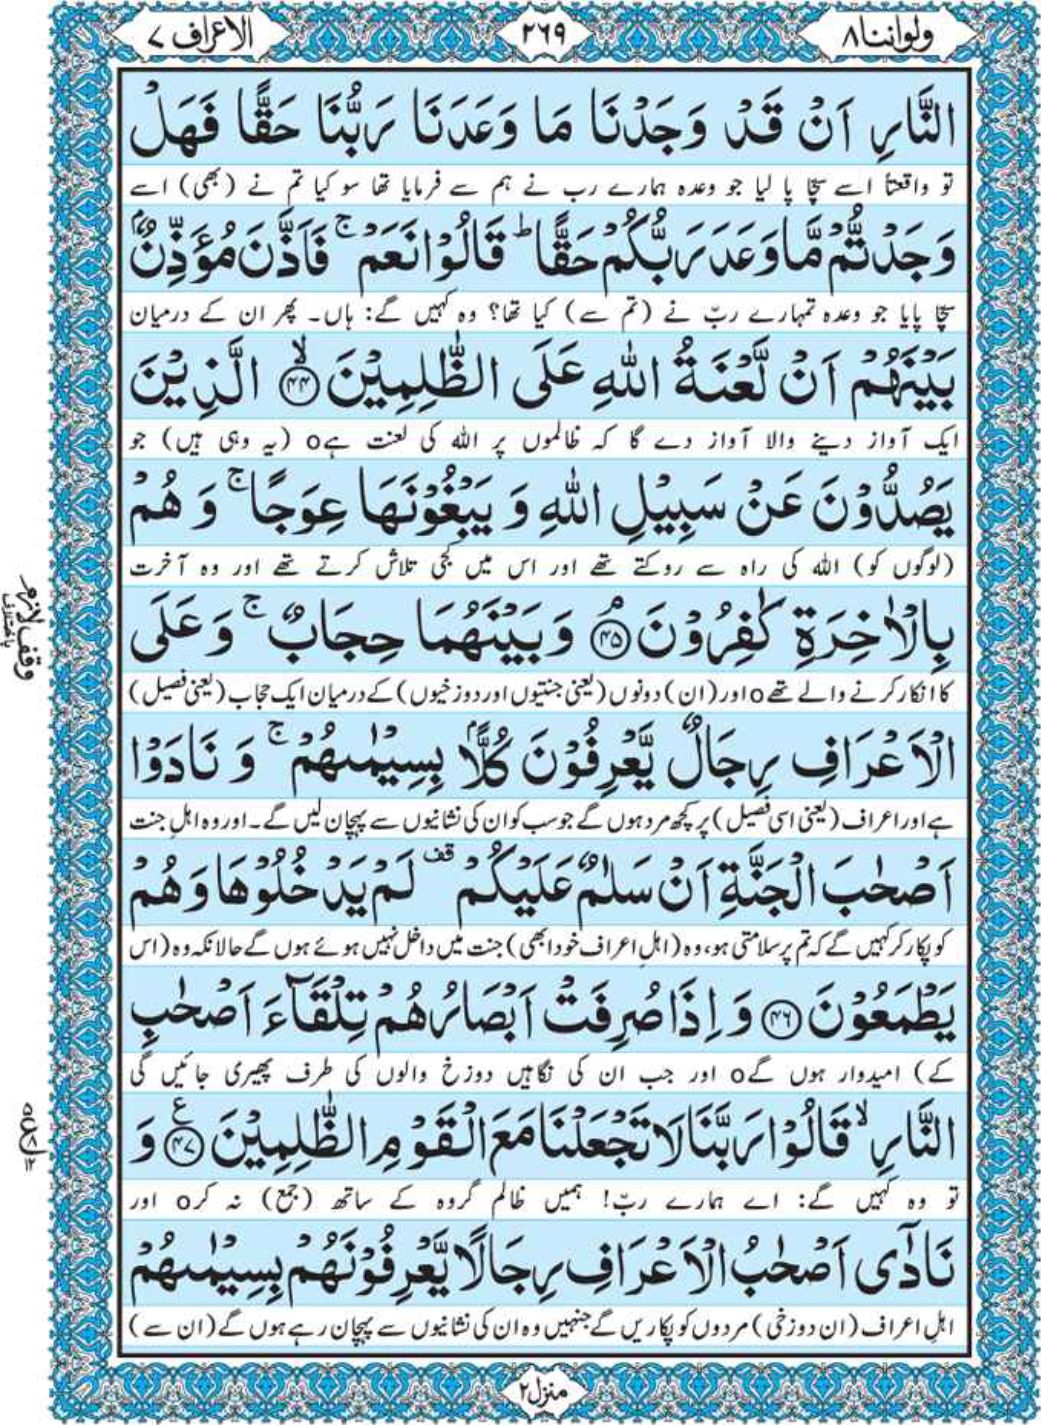 ولواننا ۸
۲۶۹
الاعراف ۷
النَّارِ اَنْ قَدْ وَجَدْنَا مَا وَعَدَنَا رَبُّنَا حَقًّا فَهَلْ
تو واقعتاً اسے سچّا پا لیا جو وعدہ ہمارے رب نے ہم سے فرمایا تھا سو کیا تم نے (بھی) اسے
وَجَدْتُّمْ مَّا وَعَدَ رَبُّكُمْ حَقًّا ؕ قَالُوْا نَعَمْ ۚ فَاَذَّنَ مُؤَذِّنٌۢ
سچّا پایا جو وعدہ تمہارے ربّ نے (تم سے) کیا تھا؟ وہ کہیں گے: ہاں۔ پھر ان کے درمیان
بَيْنَهُمْ اَنْ لَّعْنَةُ اللهِ عَلَى الظّٰلِمِيْنَ ۙ﴿۴۴﴾ الَّذِيْنَ
ایک آواز دینے والا آواز دے گا کہ ظالموں پر اللہ کی لعنت ہےo (یہ وہی ہیں) جو
يَصُدُّوْنَ عَنْ سَبِيْلِ اللهِ وَ يَبْغُوْنَهَا عِوَجًا ۚ وَ هُمْ
(لوگوں کو) اللہ کی راہ سے روکتے تھے اور اس میں کجی تلاش کرتے تھے اور وہ آخرت
بِالْاٰخِرَةِ كٰفِرُوْنَ ۘ﴿۴۵﴾ وَ بَيْنَهُمَا حِجَابٌ ۚ وَ عَلَى
وقف لازم
باختلاف
کا انکار کرنے والے تھےo اور (ان) دونوں (یعنی جنتیوں اور دوزخیوں) کے درمیان ایک حجاب (یعنی فصیل)
الْاَعْرَافِ رِجَالٌ يَّعْرِفُوْنَ كُلًّۢا بِسِيْمٰىهُمْ ۚ وَ نَادَوْا
ہے اور اعراف (یعنی اسی فصیل) پر کچھ مرد ہوں گے جو سب کو ان کی نشانیوں سے پہچان لیں گے۔ اور وہ اہلِ جنت
اَصْحٰبَ الْجَنَّةِ اَنْ سَلٰمٌ عَلَيْكُمْ ۫ لَمْ يَدْخُلُوْهَا وَ هُمْ
کو پکار کر کہیں گے کہ تم پر سلامتی ہو، وہ (اہلِ اعراف خود ابھی) جنت میں داخل نہیں ہوئے ہوں گے حالانکہ وہ (اس
يَطْمَعُوْنَ ﴿۴۶﴾ وَ اِذَا صُرِفَتْ اَبْصَارُهُمْ تِلْقَآءَ اَصْحٰبِ
کے) امیدوار ہوں گےo اور جب ان کی نگاہیں دوزخ والوں کی طرف پھیری جائیں گی
النَّارِ ۙ قَالُوْا رَبَّنَا لَا تَجْعَلْنَا مَعَ الْقَوْمِ الظّٰلِمِيْنَ ﴿۴۷﴾ ع وَ
تو وہ کہیں گے: اے ہمارے ربّ! ہمیں ظالم گروہ کے ساتھ (جمع) نہ کرo اور
نَادٰۤى اَصْحٰبُ الْاَعْرَافِ رِجَالًا يَّعْرِفُوْنَهُمْ بِسِيْمٰىهُمْ
اہلِ اعراف (ان دوزخی) مردوں کو پکاریں گے جنہیں وہ ان کی نشانیوں سے پہچان رہے ہوں گے (ان سے)
منزل ۲